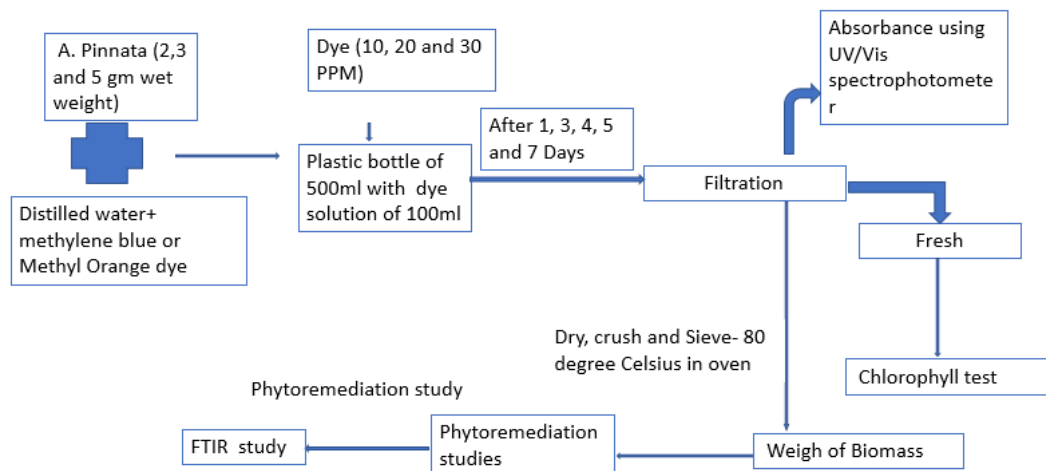 A. Pinnata (2,3
and 5 gm wet
weight)
Distilled water+
methylene blue or
Methyl Orange dye
Dye (10, 20 and 30
PPM)
Plastic bottle of
500ml with dye
solution of 100ml
After 1, 3, 4, 5
and 7 Days
Filtration
Absorbance using
UV/Vis
spectrophotomete
r
Fresh
Chlorophyll test
Dry, crush and Sieve- 80
degree Celsius in oven
Weigh of Biomass
Phytoremediation study
Phytoremediation
studies
FTIR study